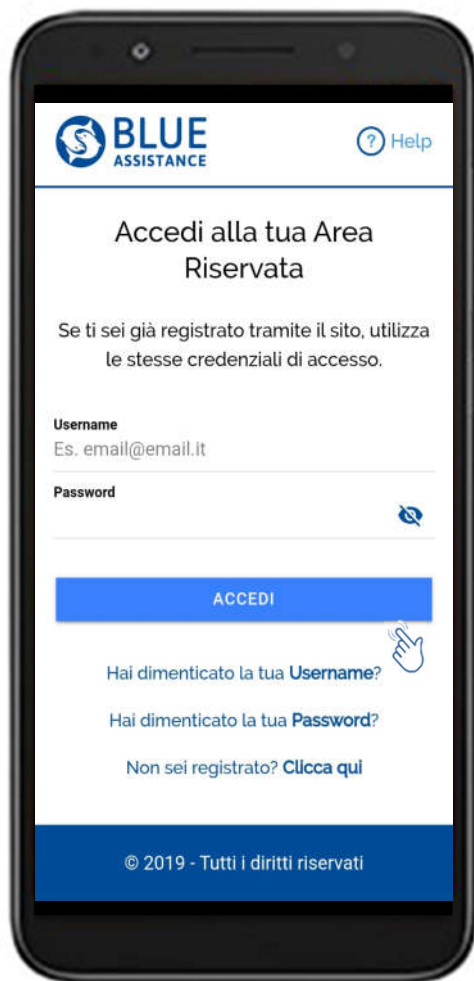 BLUE
ASSISTANCE
? Help
Accedi alla tua Area
Riservata
Se ti sei già registrato tramite il sito, utilizza
le stesse credenziali di accesso.
Username
Es. email@email.it
Password
ACCEDI
Hai dimenticato la tua Username?
Hai dimenticato la tua Password?
Non sei registrato? Clicca qui
© 2019 - Tutti i diritti riservati